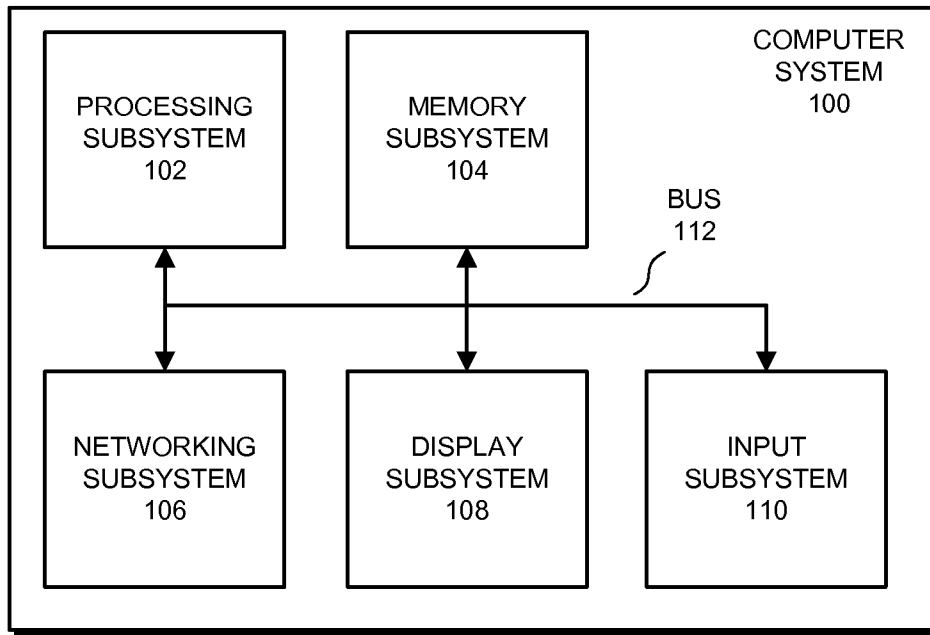 PROCESSING
SUBSYSTEM
102
MEMORY
SUBSYSTEM
104
COMPUTER
SYSTEM
100
BUS
112
NETWORKING
SUBSYSTEM
106
DISPLAY
SUBSYSTEM
108
INPUT
SUBSYSTEM
110